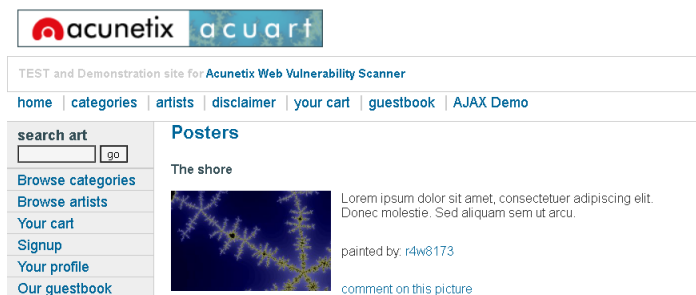 acunetix acuart
TEST and Demonstration site for Acunetix Web Vulnerability Scanner
home | categories | artists | disclaimer | your cart | guestbook | AJAX Demo
search art
go
Browse categories
Browse artists
Your cart
Signup
Your profile
Our guestbook
Posters
The shore
Lorem ipsum dolor sit amet, consectetuer adipiscing elit.
Donec molestie. Sed aliquam sem ut arcu.
painted by: r4w8173
comment on this picture